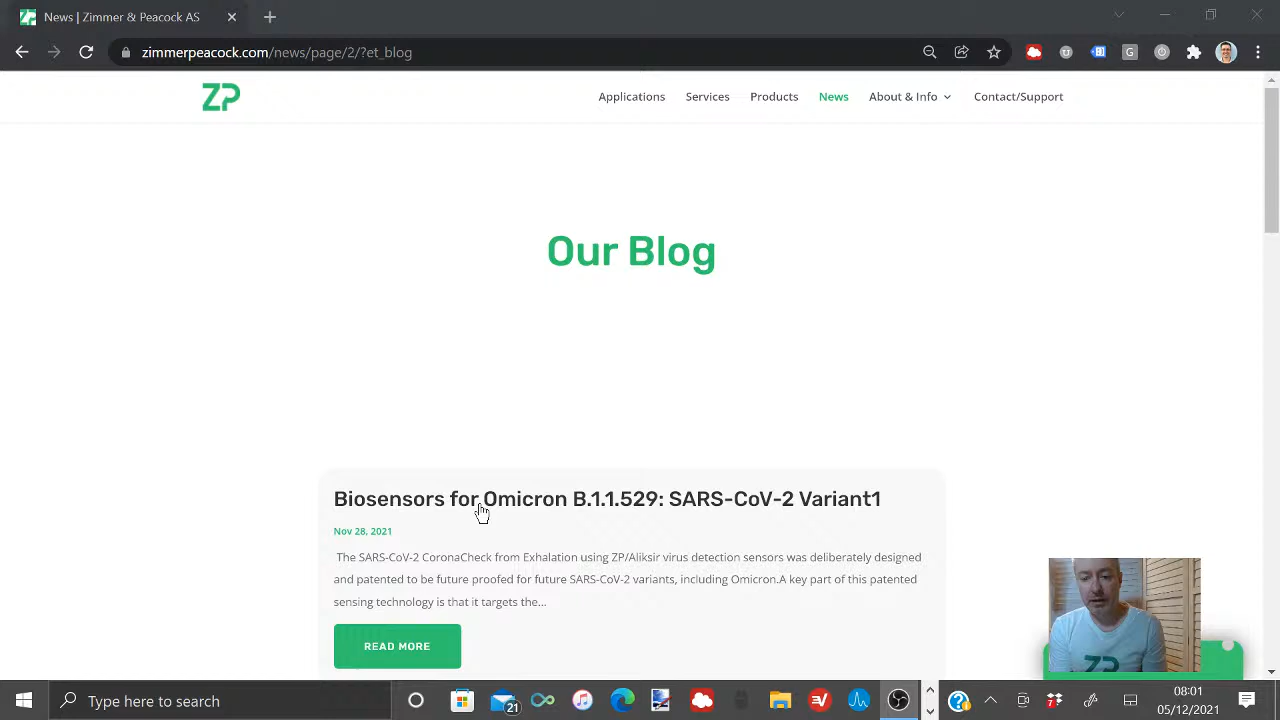 News | Zimmer & Peacock AS
zimmerpeacock.com/news/page/2/?et_blog
ZP
Applications Services Products News About & Info Contact/Support
Our Blog
Biosensors for Omicron B.1.1.529: SARS-CoV-2 Variant1
Nov 28, 2021
The SARS-CoV-2 CoronaCheck from Exhalation using ZP/Aliksir virus detection sensors was deliberately designed
and patented to be future proofed for future SARS-CoV-2 variants, including Omicron.A key part of this patented
sensing technology is that it targets the...
READ MORE
ZP
Type here to search
21
7
08:01
05/12/2021